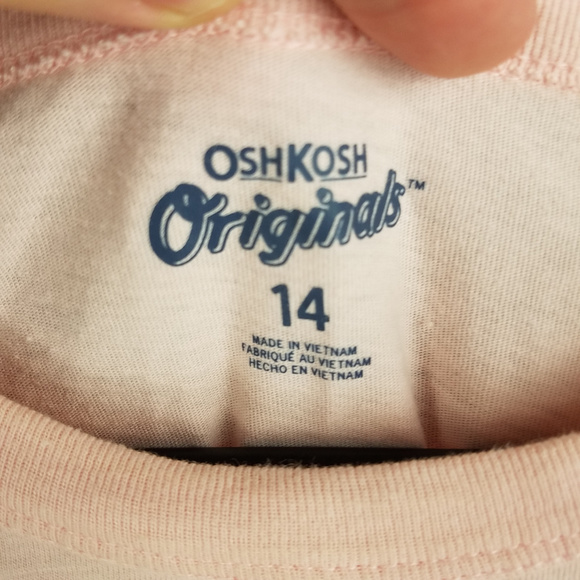 OSHKOSH
Originals™
14
MADE IN VIETNAM
FABRIQUÉ AU VIETNAM
HECHO EN VIETNAM